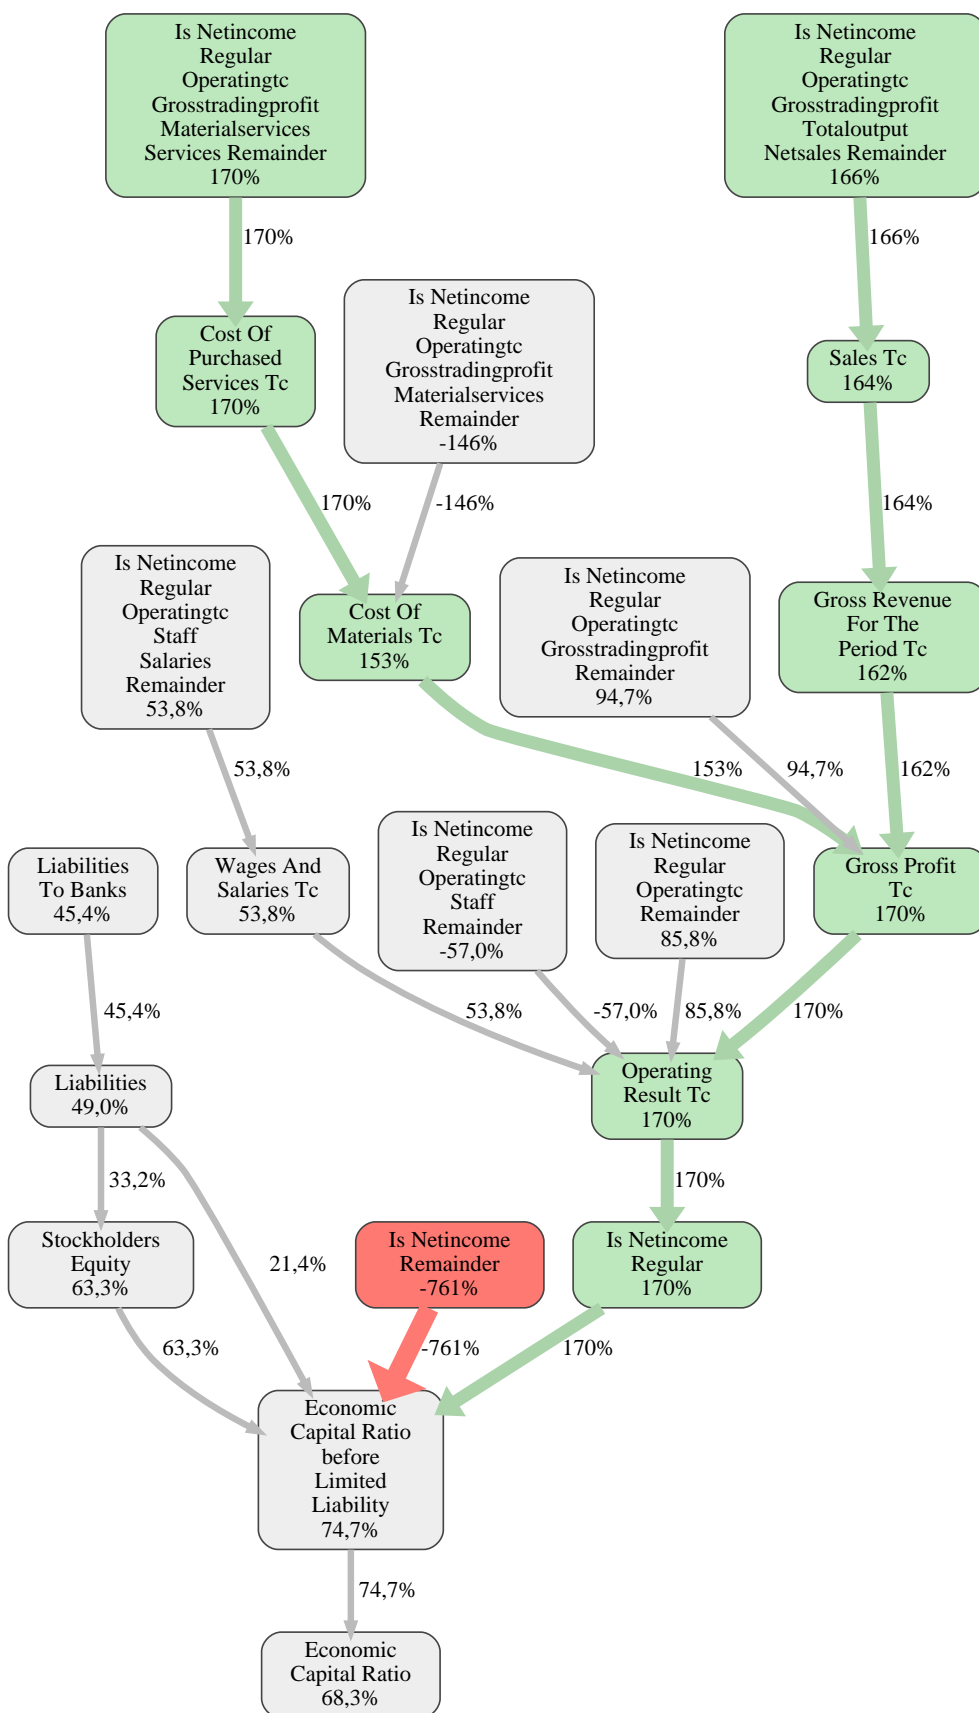 Is Netincome
Regular
Operatingtc
Grosstradingprofit
Materialservices
Services Remainder
170%
Is Netincome
Regular
Operatingtc
Grosstradingprofit
Totaloutput
Netsales Remainder
166%
170%
166%
Cost Of
Purchased
Services Tc
170%
Is Netincome
Regular
Operatingtc
Grosstradingprofit
Materialservices
Remainder
-146%
Sales Tc
164%
170%
-146%
164%
Is Netincome
Regular
Operatingtc
Staff
Salaries
Remainder
53,8%
Cost Of
Materials Tc
153%
Is Netincome
Regular
Operatingtc
Grosstradingprofit
Remainder
94,7%
Gross Revenue
For The
Period Tc
162%
53,8%
153%
94,7%
162%
Liabilities
To Banks
45,4%
Wages And
Salaries Tc
53,8%
Is Netincome
Regular
Operatingtc
Staff
Remainder
-57,0%
Is Netincome
Regular
Operatingtc
Remainder
85,8%
Gross Profit
Tc
170%
45,4%
53,8%
-57,0%
85,8%
170%
Liabilities
49,0%
Operating
Result Tc
170%
33,2%
21,4%
170%
Stockholders
Equity
63,3%
Is Netincome
Remainder
-761%
Is Netincome
Regular
170%
63,3%
-761%
170%
Economic
Capital Ratio
before
Limited
Liability
74,7%
74,7%
Economic
Capital Ratio
68,3%